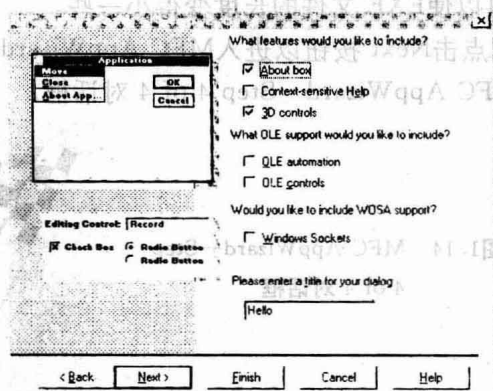 What features would you like to include?
Application
Move
Close
About App...
OK
Cancel
About box
Context-sensitive Help
3D controls
What OLE support would you like to include?
OLE automation
OLE controls
Would you like to include WOSA support?
Windows Sockets
Editing Control: Record
Check Box
Radio Button
Radio Button
Please enter a title for your dialog
Hello
< Back
Next >
Finish
Cancel
Help